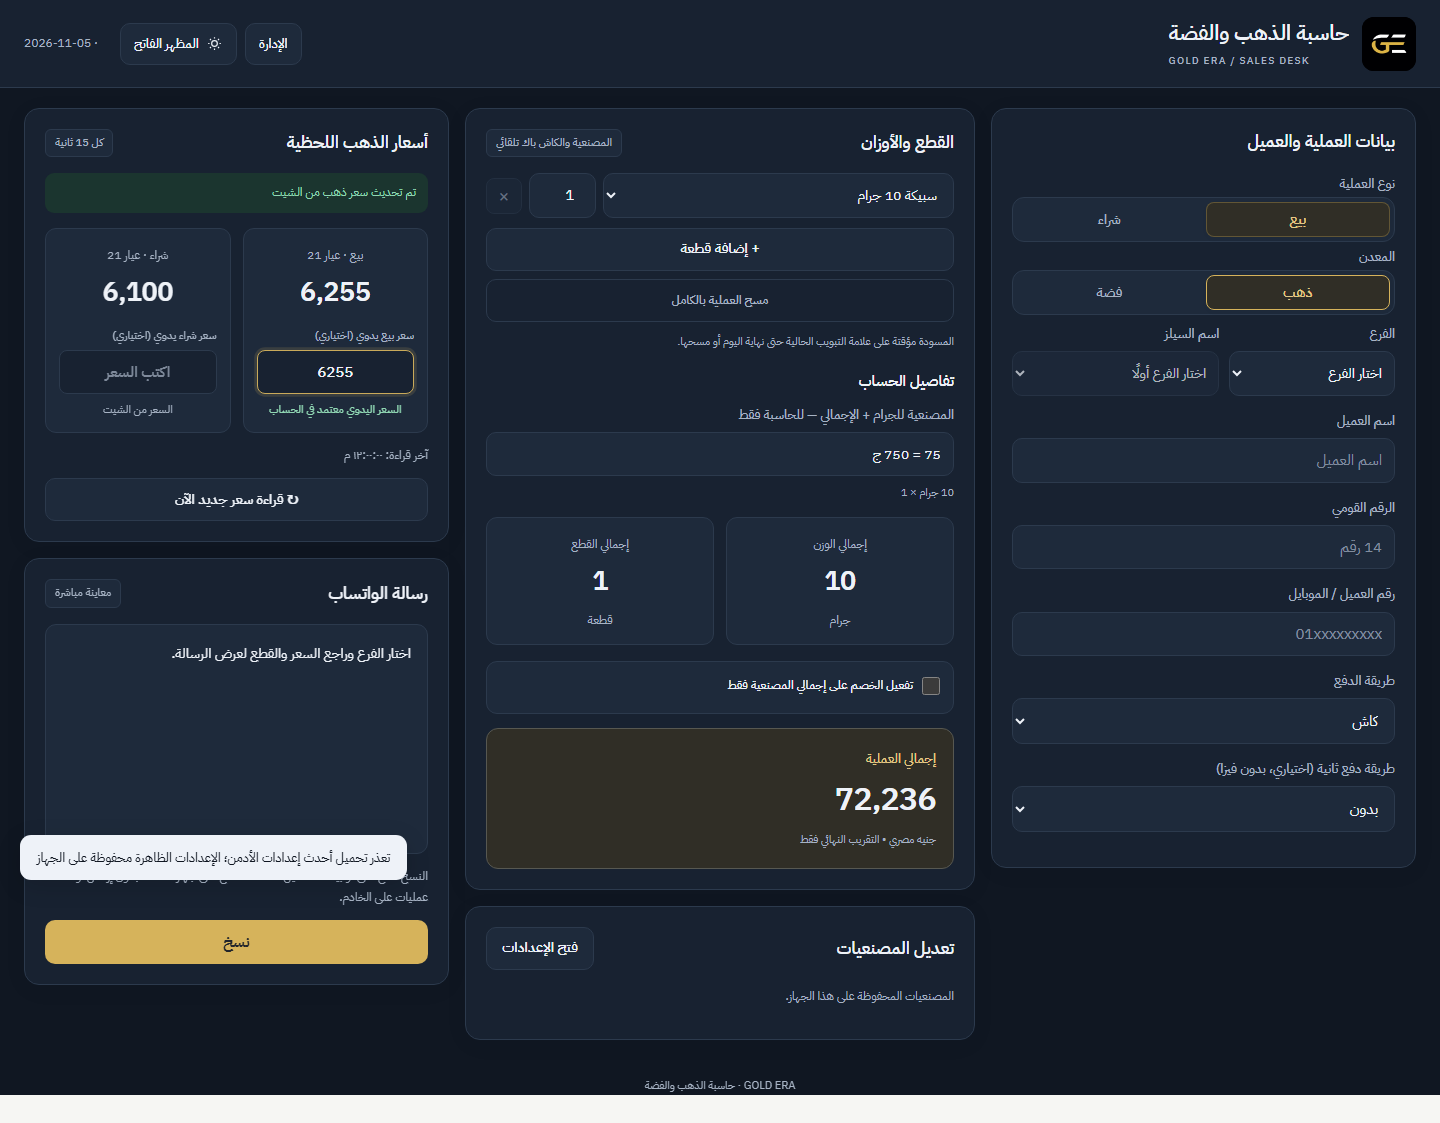 حاسبة الذهب والفضة
GOLD ERA / SALES DESK
الإدارة
المظهر الفاتح
2026-11-05 ·
بيانات العملية والعميل
نوع العملية
بيع
شراء
المعدن
ذهب
فضة
الفرع
اسم السيلز
اختار الفرع
اختار الفرع أولًا
اسم العميل
اسم العميل
الرقم القومي
14 رقم
رقم العميل / الموبايل
01xxxxxxxxx
طريقة الدفع
كاش
طريقة دفع ثانية (اختياري، بدون فيزا)
بدون
القطع والأوزان
المصنعية والكاش باك تلقائي
سبيكة 10 جرام
1
×
+ إضافة قطعة
مسح العملية بالكامل
المسودة مؤقتة على علامة التبويب الحالية حتى نهاية اليوم أو مسحها.
تفاصيل الحساب
المصنعية للجرام + الإجمالي — للحاسبة فقط
75 = 750 ج
10 جرام × 1
إجمالي الوزن
10
جرام
إجمالي القطع
1
قطعة
تفعيل الخصم على إجمالي المصنعية فقط
إجمالي العملية
72,236
جنيه مصري • التقريب النهائي فقط
تعديل المصنعيات
فتح الإعدادات
المصنعيات المحفوظة على هذا الجهاز.
أسعار الذهب اللحظية
كل 15 ثانية
تم تحديث سعر ذهب من الشيت
بيع · عيار 21
6,255
سعر بيع يدوي (اختياري)
6255
السعر اليدوي معتمد في الحساب
شراء · عيار 21
6,100
سعر شراء يدوي (اختياري)
اكتب السعر
السعر من الشيت
آخر قراءة: ١٢:٠٠:٠٠ م
↻ قراءة سعر جديد الآن
رسالة الواتساب
معاينة مباشرة
اختار الفرع وراجع السعر والقطع لعرض الرسالة.
تعذر تحميل أحدث إعدادات الأدمن؛ الإعدادات الظاهرة محفوظة على الجهاز
عمليات على الخادم.
نسخ
GOLD ERA · حاسبة الذهب والفضة